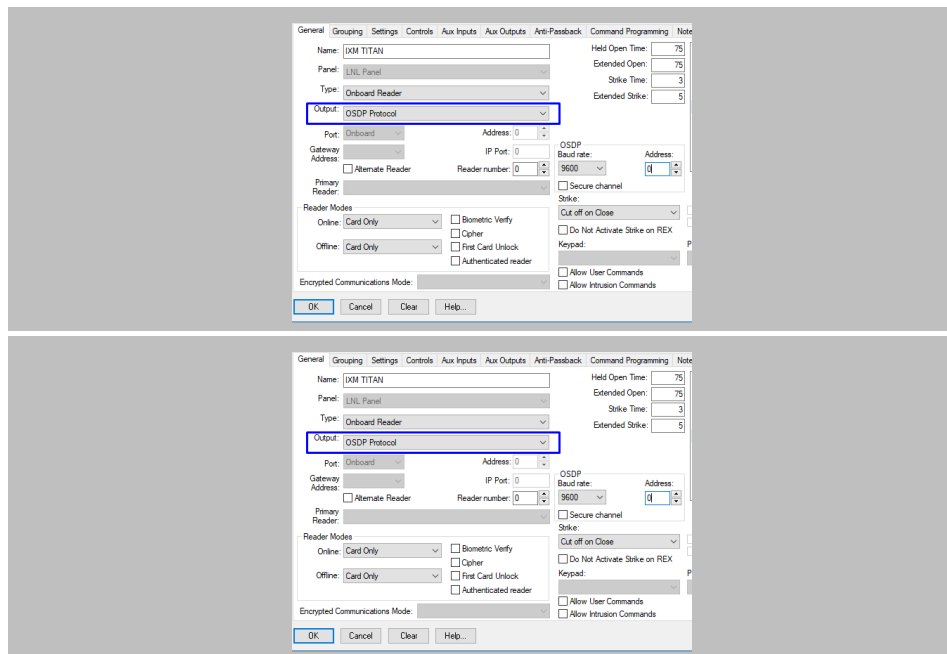 General Grouping Settings Controls Aux Inputs Aux Outputs Anti-Passback Command Programming Note
Name: IXM TITAN Held Open Time: 75
Panel: LNL Panel Extended Open: 75
Strike Time: 3
Type: Onboard Reader Extended Strike: 5
Output: OSDP Protocol
Port: Onboard Address: 0
OSDP
Gateway Address: IP Port: 0 Baud rate: Address:
Alternate Reader Reader number: 0 9600 0
Primary Reader: Secure channel
Strike:
Reader Modes Cut off on Close
Online: Card Only Biometric Verify
Cipher Do Not Activate Strike on REX
Offline: Card Only First Card Unlock Keypad: P
Authenticated reader
Allow User Commands
Encrypted Communications Mode: Allow Intrusion Commands
OK Cancel Clear Help...
General Grouping Settings Controls Aux Inputs Aux Outputs Anti-Passback Command Programming Note
Name: IXM TITAN Held Open Time: 75
Panel: LNL Panel Extended Open: 75
Strike Time: 3
Type: Onboard Reader Extended Strike: 5
Output: OSDP Protocol
Port: Onboard Address: 0
OSDP
Gateway Address: IP Port: 0 Baud rate: Address:
Alternate Reader Reader number: 0 9600 0
Primary Reader: Secure channel
Strike:
Reader Modes Cut off on Close
Online: Card Only Biometric Verify
Cipher Do Not Activate Strike on REX
Offline: Card Only First Card Unlock Keypad: P
Authenticated reader
Allow User Commands
Encrypted Communications Mode: Allow Intrusion Commands
OK Cancel Clear Help...